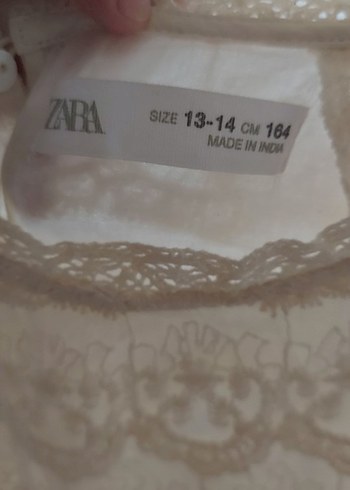 ZARA
SIZE 13-14 CM 164
MADE IN INDIA